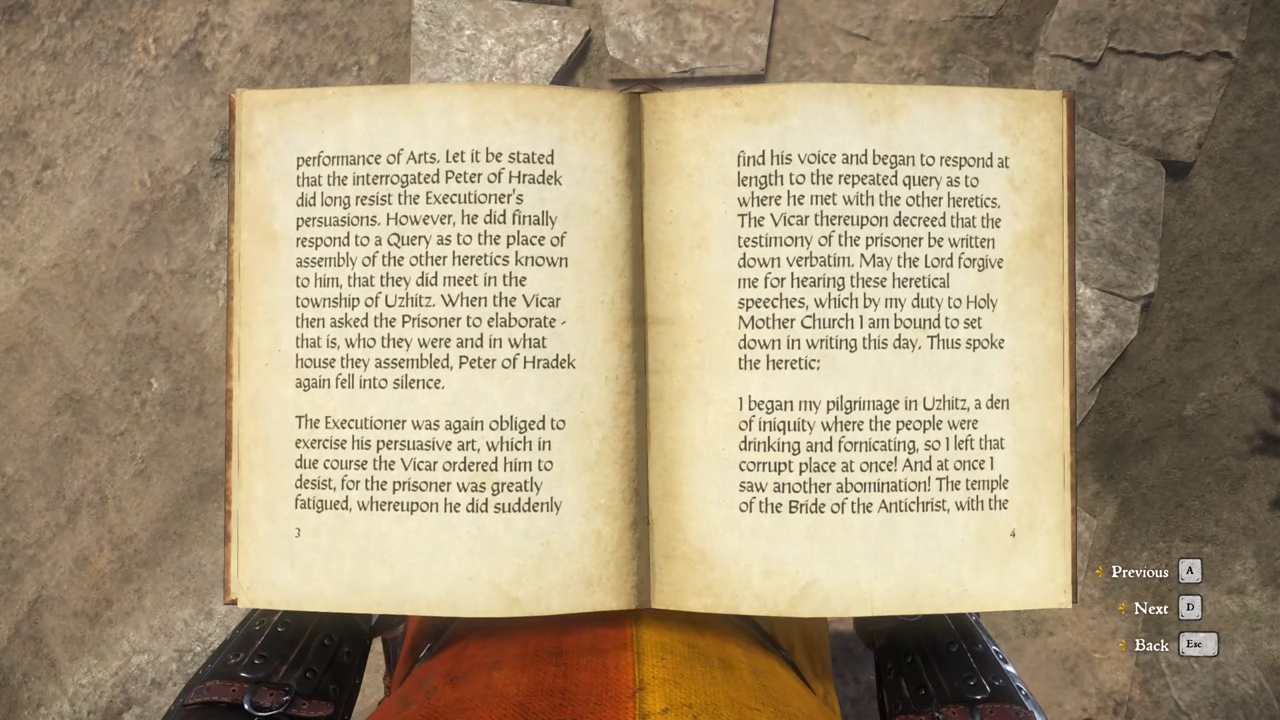 performance of Arts. Let it be stated
that the interrogated Peter of Hradek
did long resist the Executioner's
persuasions. However, he did finally
respond to a Query as to the place of
assembly of the other heretics known
to him, that they did meet in the
township of Uzhitz. When the Vicar
then asked the Prisoner to elaborate -
that is, who they were and in what
house they assembled, Peter of Hradek
again fell into silence.
The Executioner was again obliged to
exercise his persuasive art, which in
due course the Vicar ordered him to
desist, for the prisoner was greatly
fatigued, whereupon he did suddenly
3
find his voice and began to respond at
length to the repeated query as to
where he met with the other heretics.
The Vicar thereupon decreed that the
testimony of the prisoner be written
down verbatim. May the Lord forgive
me for hearing these heretical
speeches, which by my duty to Holy
Mother Church I am bound to set
down in writing this day. Thus spoke
the heretic:
I began my pilgrimage in Uzhitz, a den
of iniquity where the people were
drinking and fornicating, so I left that
corrupt place at once! And at once I
saw another abomination! The temple
of the Bride of the Antichrist, with the
4
Previous A
Next D
Back Esc